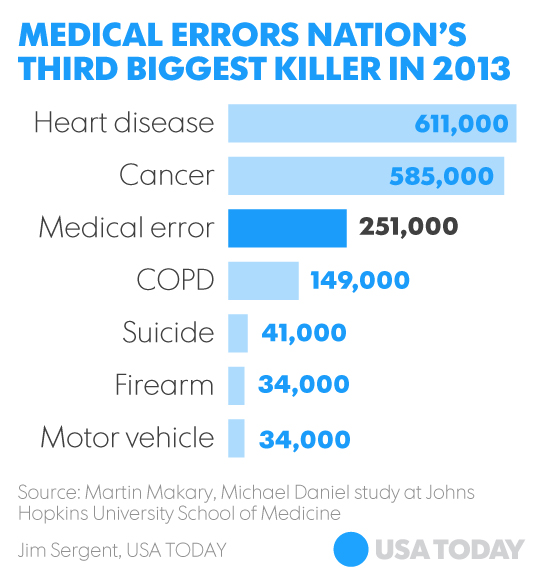 MEDICAL ERRORS NATION'S
THIRD BIGGEST KILLER IN 2013
Heart disease 611,000
Cancer 585,000
Medical error 251,000
COPD 149,000
Suicide 41,000
Firearm 34,000
Motor vehicle 34,000
Source: Martin Makary, Michael Daniel study at Johns
Hopkins University School of Medicine
Jim Sergent, USA TODAY
USA TODAY